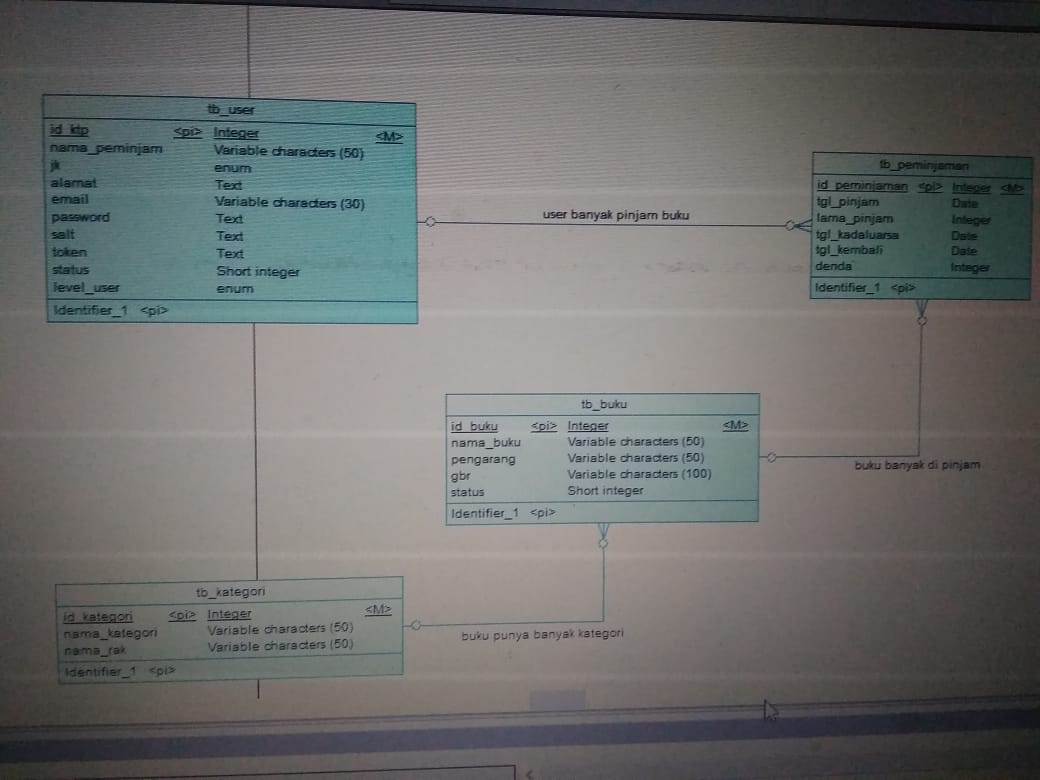 tb_user
id_ktp <pi> Integer <M>
nama_peminjam Variable characters (50)
jk enum
alamat Text
email Variable characters (30)
password Text
salt Text
token Text
status Short integer
level_user enum
Identifier_1 <pi>
user banyak pinjam buku
tb_peminjaman
id_peminjaman <pi> Integer <M>
tgl_pinjam Date
lama_pinjam Integer
tgl_kadaluarsa Date
tgl_kembali Date
denda Integer
Identifier_1 <pi>
tb_buku
id_buku <pi> Integer <M>
nama_buku Variable characters (50)
pengarang Variable characters (50)
gbr Variable characters (100)
status Short integer
Identifier_1 <pi>
buku banyak di pinjam
tb_kategori
id_kategori <pi> Integer <M>
nama_kategori Variable characters (50)
nama_rak Variable characters (50)
Identifier_1 <pi>
buku punya banyak kategori